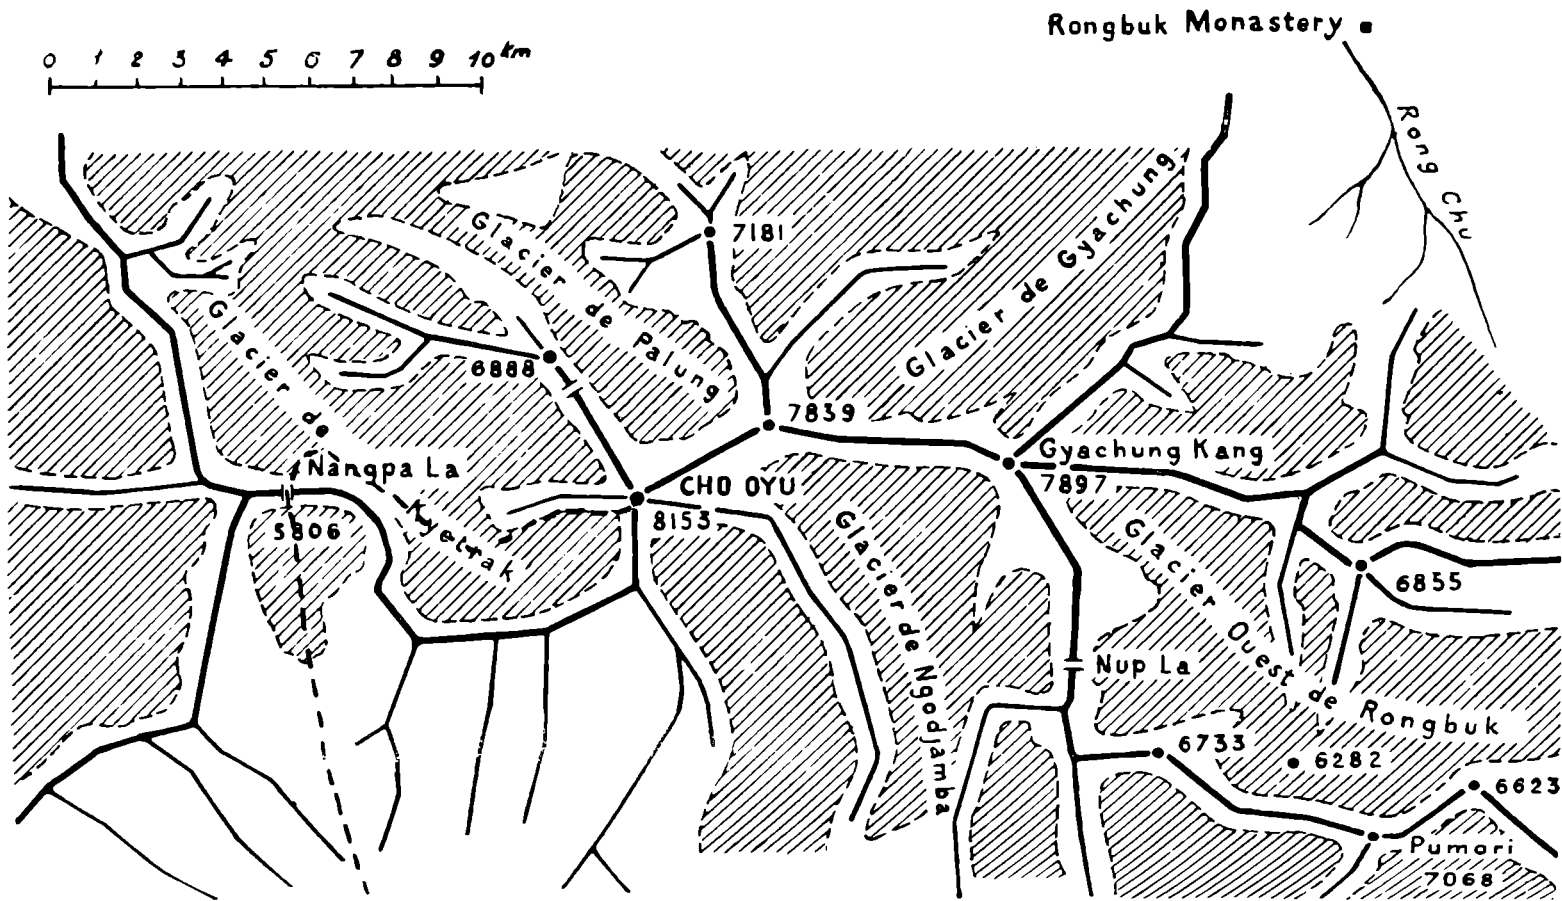 Rongbuk Monastery
0 1 2 3 4 5 6 7 8 9 10 km
Rong Chu
Glacier de Gyachung
Glacier de Palung
7181
Glacier de Kyetrak
6888
7839
Nangpa La
5806
CHO OYU
8153
Gyachung Kang
7897
Glacier de Ngodjamba
Glacier Ouest de Rongbuk
6855
Nup La
6733
6282
6623
Pumori
7068